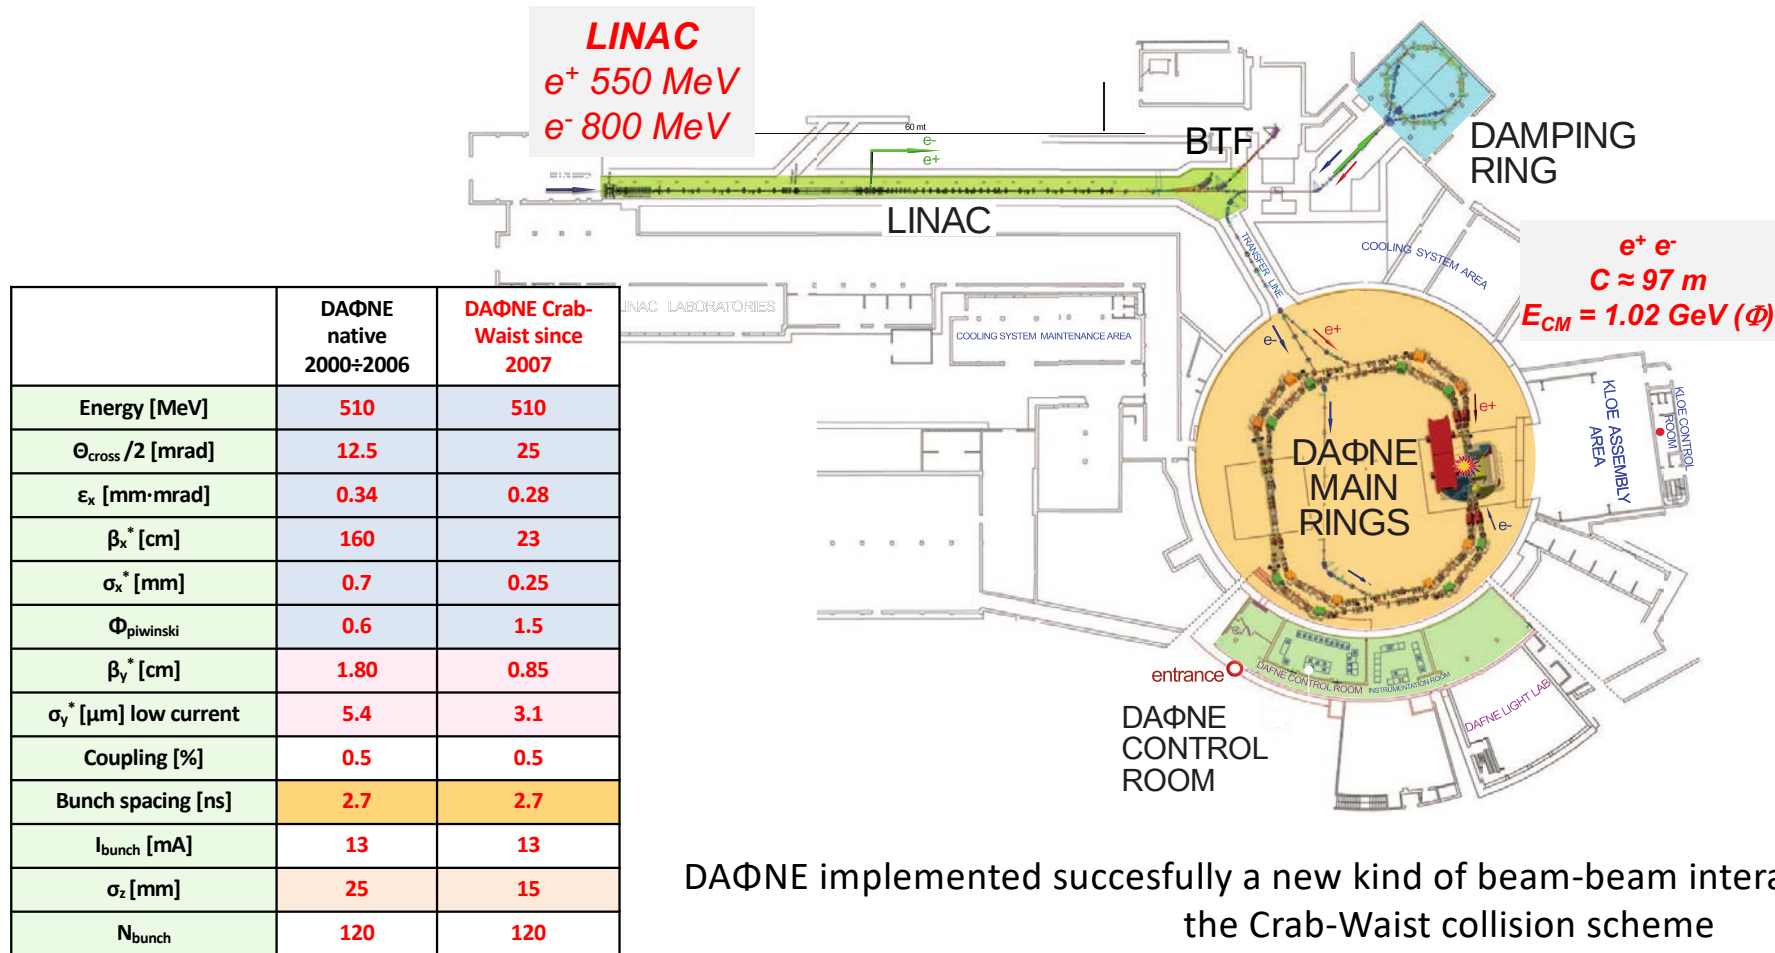 LINAC
e⁺ 550 MeV
e⁻ 800 MeV
60 mt
e-
e+
BTF
DAMPING
RING
LINAC
TRANSFER LINE
COOLING SYSTEM AREA
e⁺ e⁻
C ≈ 97 m
E_CM = 1.02 GeV (Φ)
LINAC LABORATORIES
COOLING SYSTEM MAINTENANCE AREA
e-
e+
e+
KLOE ASSEMBLY
AREA
KLOE CONTROL
ROOM
DAΦNE
MAIN
RINGS
e-
entrance
DAFNE CONTROL ROOM
INSTRUMENTATION ROOM
DAFNE LIGHT LAB
DAΦNE
CONTROL
ROOM
DAΦNE native 2000÷2006 DAΦNE Crab-Waist since 2007
Energy [MeV] 510 510
Θcross /2 [mrad] 12.5 25
εx [mm·mrad] 0.34 0.28
βx* [cm] 160 23
σx* [mm] 0.7 0.25
Φpiwinski 0.6 1.5
βy* [cm] 1.80 0.85
σy* [μm] low current 5.4 3.1
Coupling [%] 0.5 0.5
Bunch spacing [ns] 2.7 2.7
Ibunch [mA] 13 13
σz [mm] 25 15
Nbunch 120 120
DAΦNE implemented succesfully a new kind of beam-beam intera
the Crab-Waist collision scheme